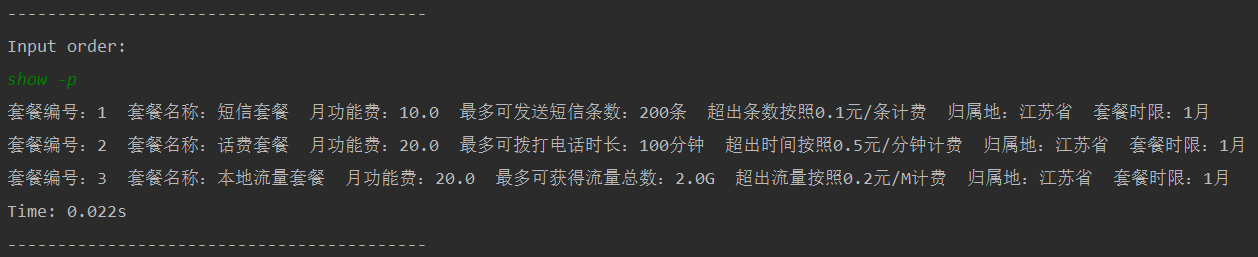 ------------------------------------------
Input order:
show -p
套餐编号：1  套餐名称：短信套餐  月功能费：10.0  最多可发送短信条数：200条  超出条数按照0.1元/条计费  归属地：江苏省  套餐时限：1月
套餐编号：2  套餐名称：话费套餐  月功能费：20.0  最多可拨打电话时长：100分钟  超出时间按照0.5元/分钟计费  归属地：江苏省  套餐时限：1月
套餐编号：3  套餐名称：本地流量套餐  月功能费：20.0  最多可获得流量总数：2.0G  超出流量按照0.2元/M计费  归属地：江苏省  套餐时限：1月
Time: 0.022s
------------------------------------------